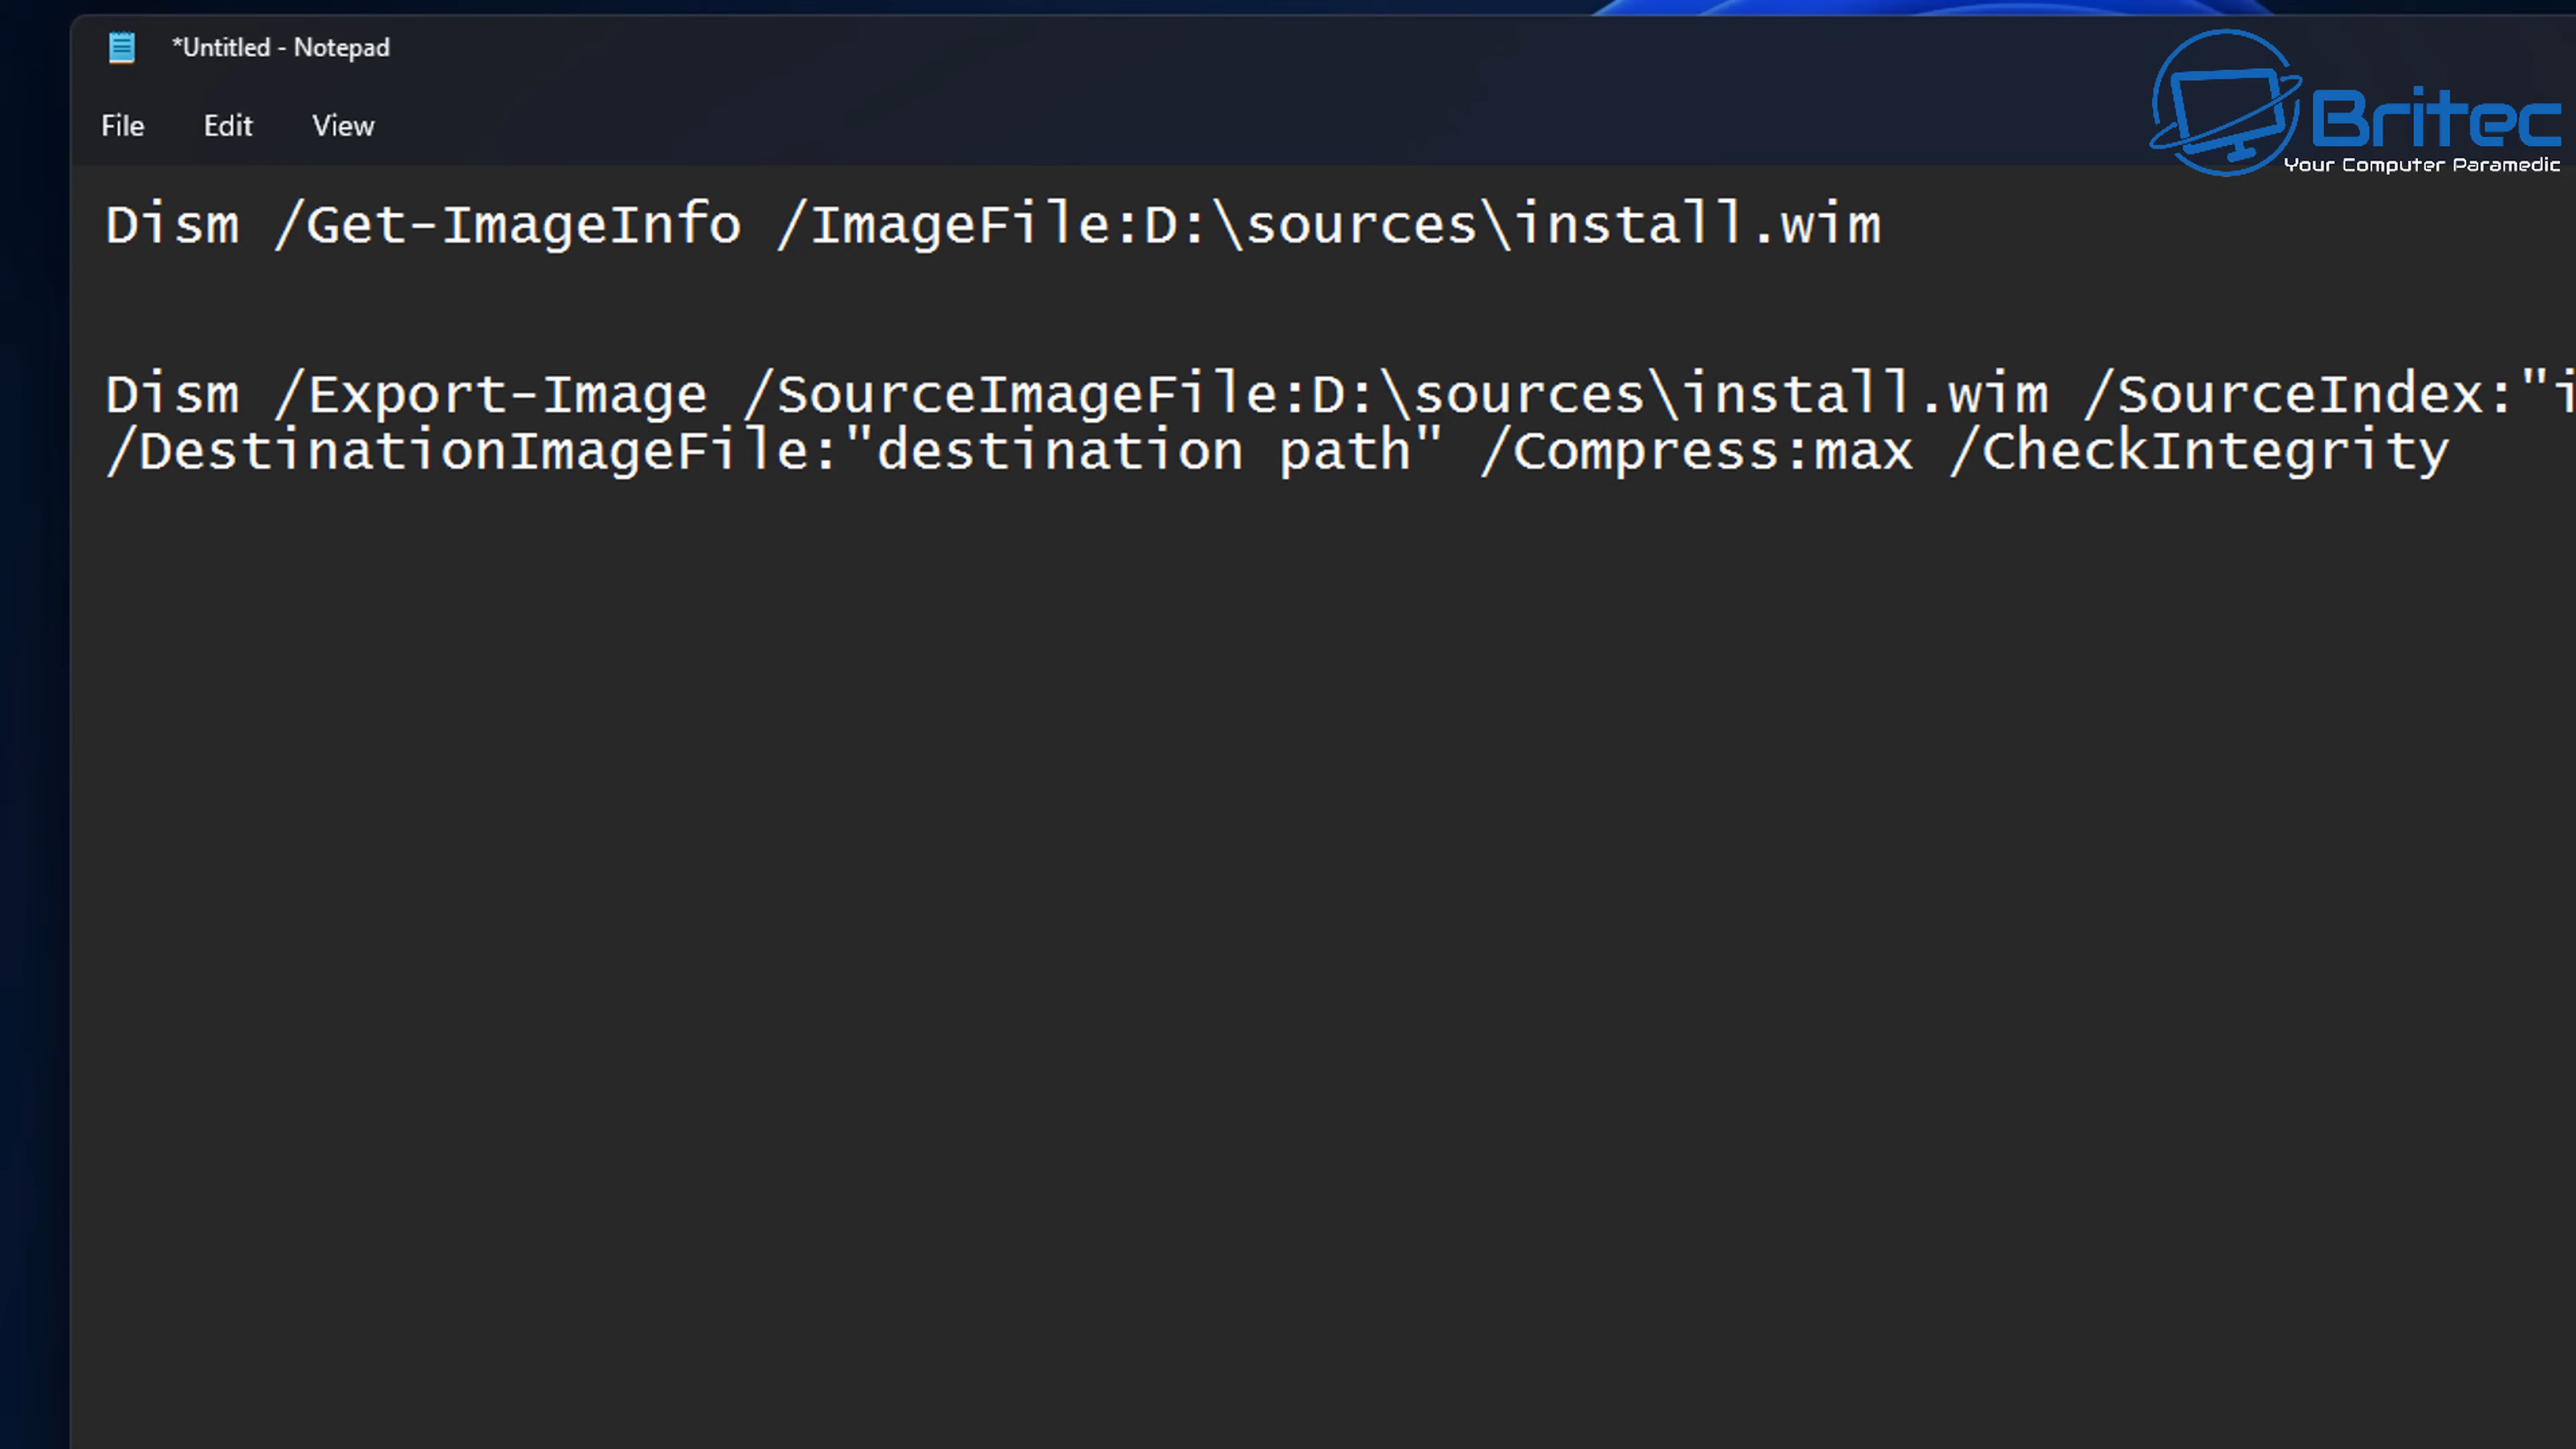 *Untitled - Notepad
Britec
Your Computer Paramedic
File Edit View
Dism /Get-ImageInfo /ImageFile:D:\sources\install.wim
Dism /Export-Image /SourceImageFile:D:\sources\install.wim /SourceIndex:"i
/DestinationImageFile:"destination path" /Compress:max /CheckIntegrity